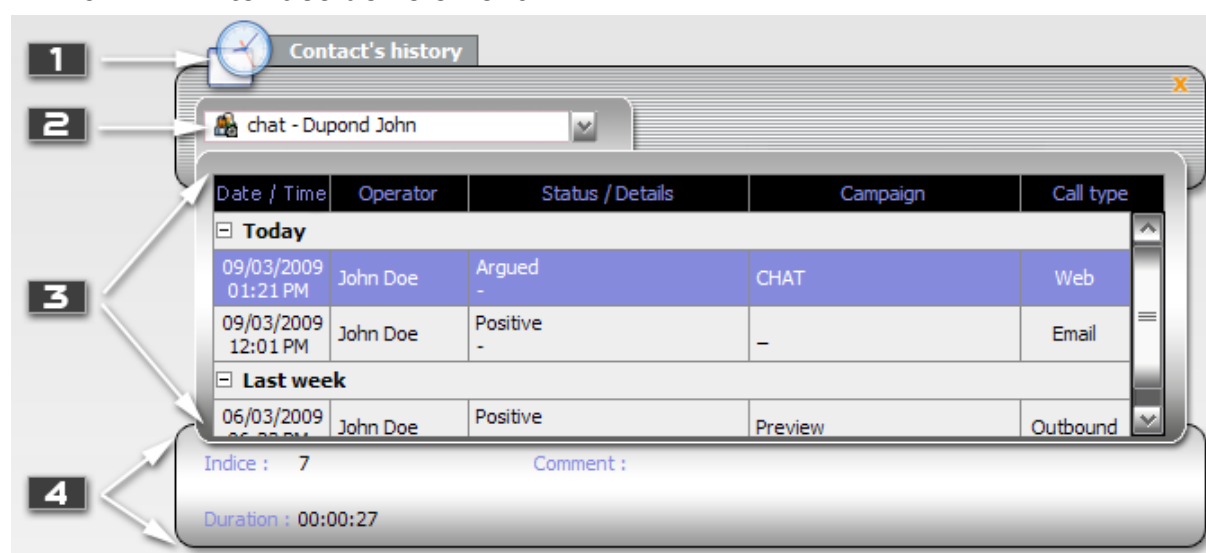 1
Contact's history
x
2
chat - Dupond John
Date / Time Operator Status / Details Campaign Call type
Today
3
09/03/2009 01:21 PM John Doe Argued - CHAT Web
09/03/2009 12:01 PM John Doe Positive - _ Email
Last week
06/03/2009 John Doe Positive Preview Outbound
4
Indice : 7 Comment :
Duration : 00:00:27